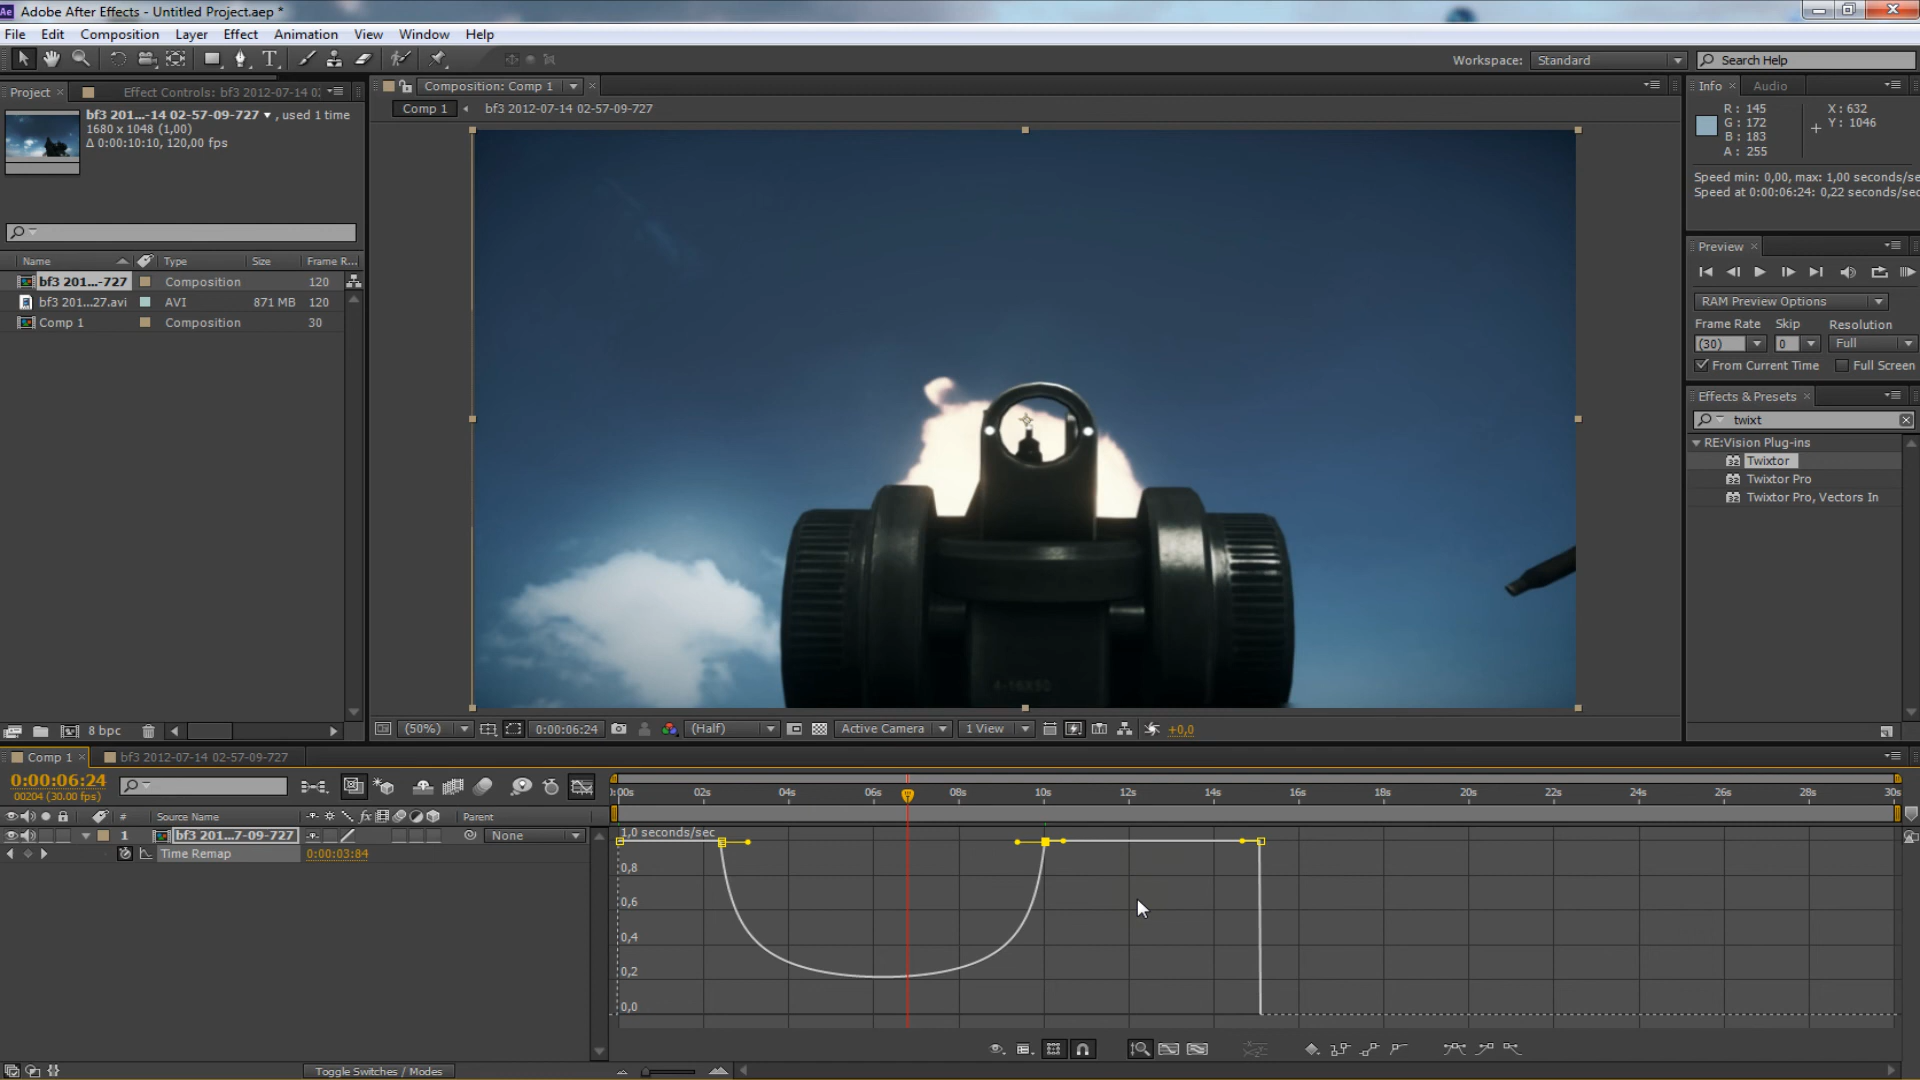 Adobe After Effects - Untitled Project.aep *
File Edit Composition Layer Effect Animation View Window Help
Workspace: Standard Search Help
Project Effect Controls: bf3 2012-07-14 0
Composition: Comp 1
Comp 1 bf3 2012-07-14 02-57-09-727
bf3 201...-14 02-57-09-727 , used 1 time
1680 x 1048 (1,00)
Δ 0:00:10:10, 120,00 fps
Name Type Size Frame R...
bf3 201...-727 Composition 120
bf3 201...27.avi AVI 871 MB 120
Comp 1 Composition 30
8 bpc
(50%) 0:00:06:24 (Half) Active Camera 1 View +0,0
Info Audio
R : 145
G : 172
B : 183
A : 255
X : 632
Y : 1046
Speed min: 0,00, max: 1,00 seconds/se
Speed at 0:00:06:24: 0,22 seconds/se
Preview
RAM Preview Options
Frame Rate Skip Resolution
(30) 0 Full
From Current Time Full Screen
Effects & Presets
twixt
RE:Vision Plug-ins
32 Twixtor
32 Twixtor Pro
32 Twixtor Pro, Vectors In
Comp 1 bf3 2012-07-14 02-57-09-727
0:00:06:24
00204 (30.00 fps)
# Source Name Parent
1 bf3 201...7-09-727 None
Time Remap 0:00:03:84
:00s 02s 04s 06s 08s 10s 12s 14s 16s 18s 20s 22s 24s 26s 28s 30s
1,0 seconds/sec
0,8
0,6
0,4
0,2
0,0
Toggle Switches / Modes